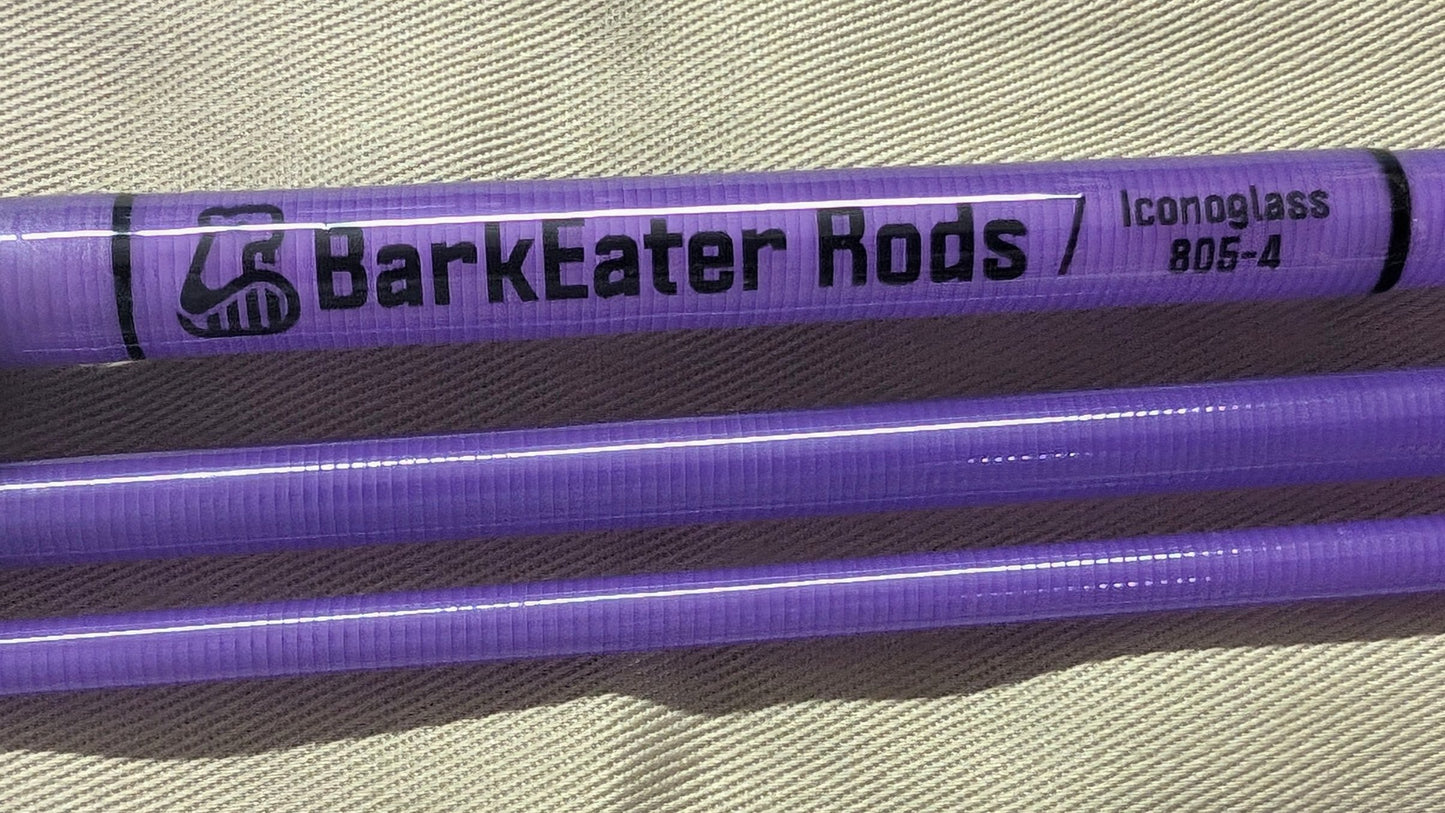 BarkEater Rods / Iconoglass
805-4